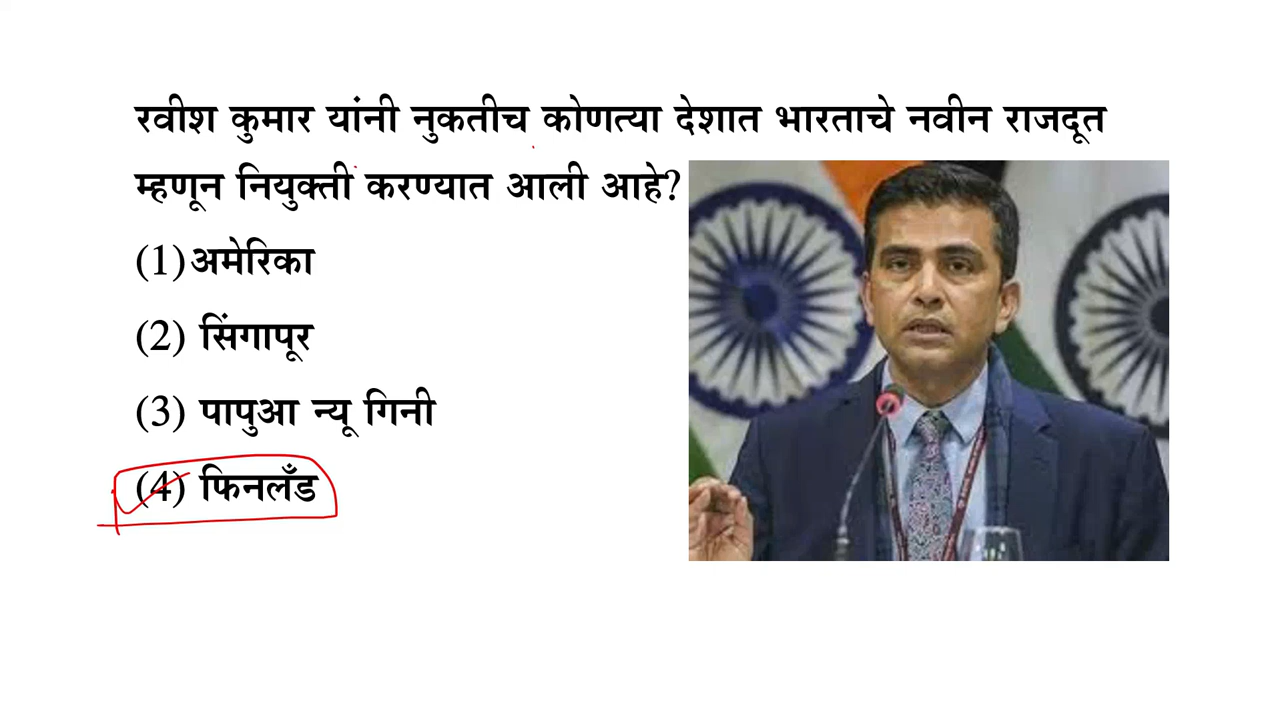 रवीश कुमार यांनी नुकतीच कोणत्या देशात भारताचे नवीन राजदूत
म्हणून नियुक्ती करण्यात आली आहे?
(1) अमेरिका
(2) सिंगापूर
(3) पापुआ न्यू गिनी
(4) फिनलँड